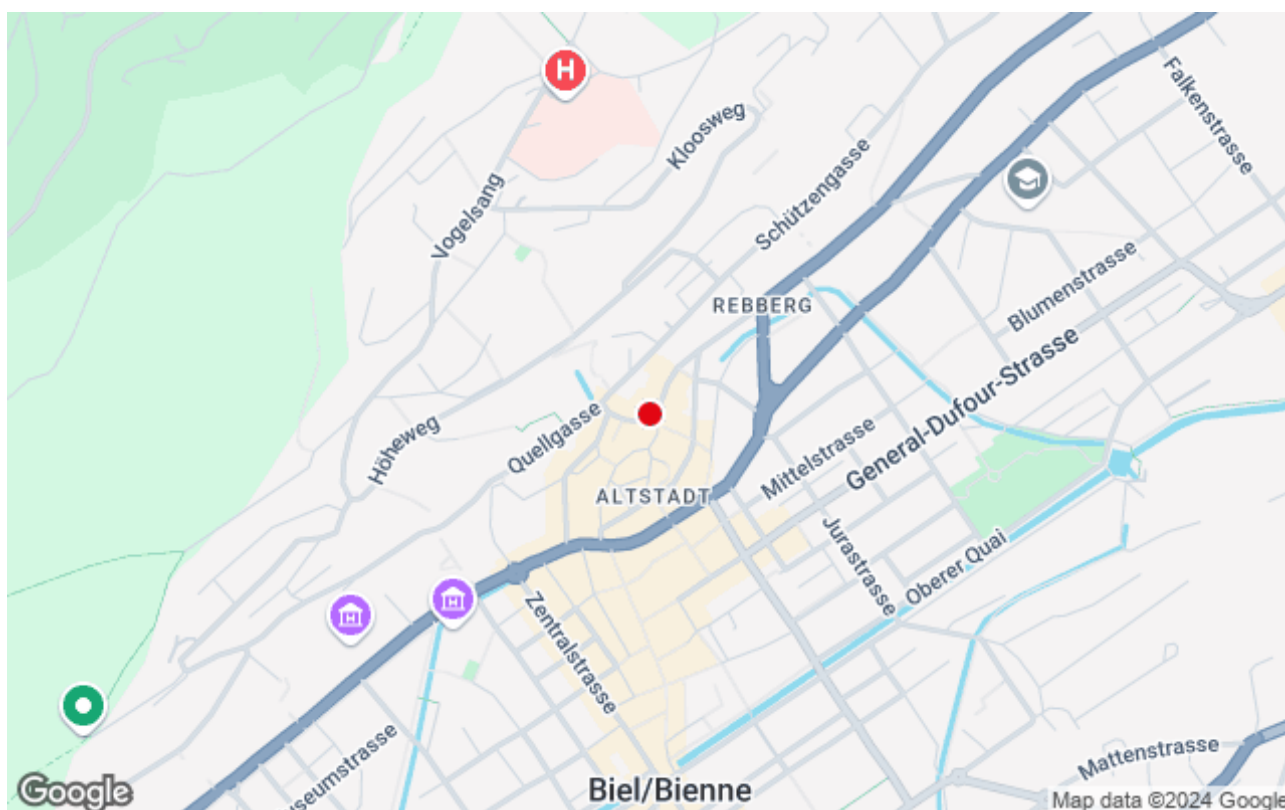 H
Falkenstrasse
Kloosweg
Schützengasse
Vogelsang
Blumenstrasse
REBBERG
General-Dufour-Strasse
Höheweg
Quellgasse
Mittelstrasse
ALTSTADT
Jurastrasse
Oberer Quai
Zentralstrasse
useumstrasse
Mattenstrasse
Biel/Bienne
Google
Map data ©2024 Google